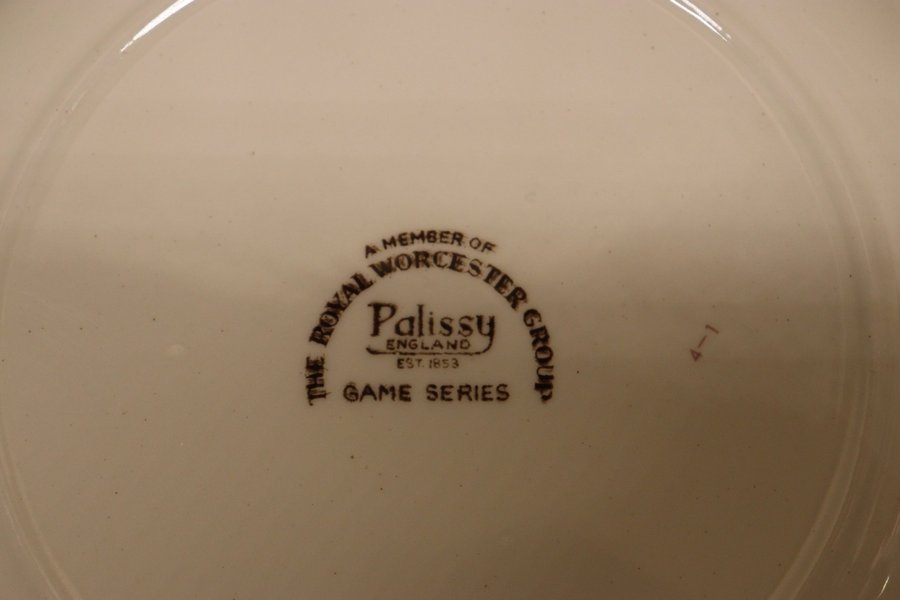 A MEMBER OF
THE ROYAL WORCESTER GROUP
Palissy
ENGLAND
EST. 1853
GAME SERIES
4-1